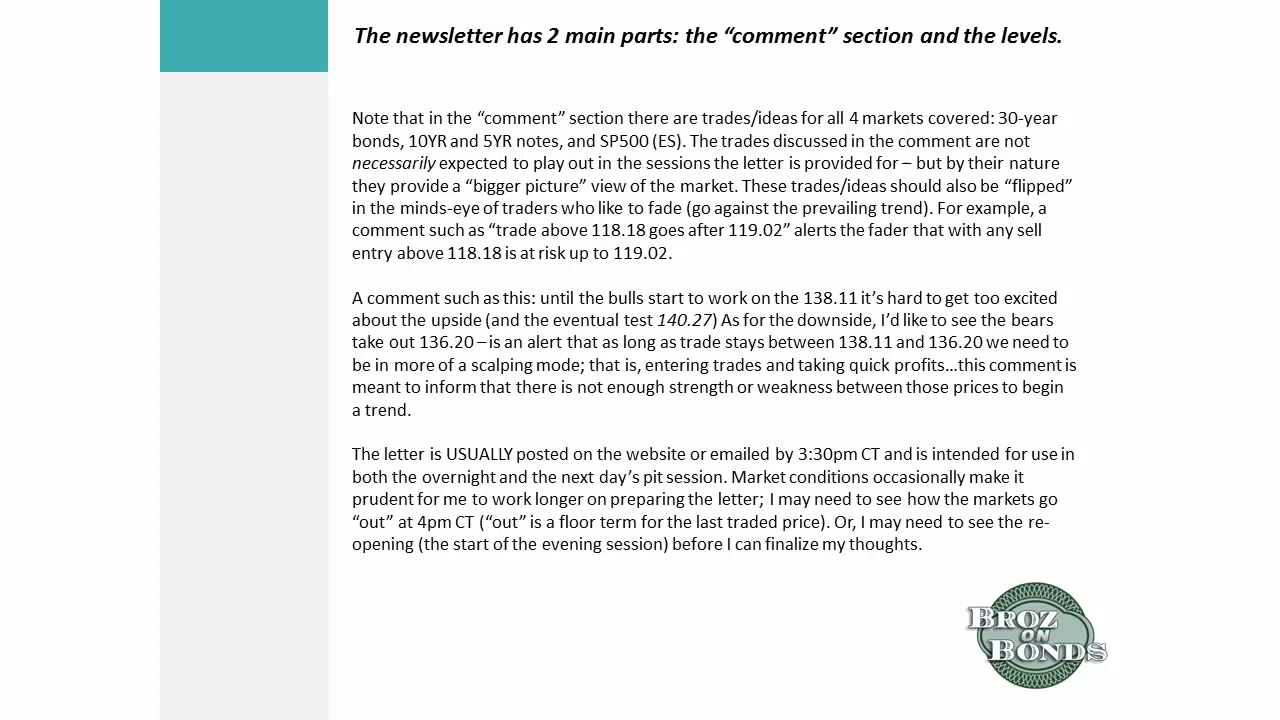 The newsletter has 2 main parts: the “comment” section and the levels.
Note that in the “comment” section there are trades/ideas for all 4 markets covered: 30-year
bonds, 10YR and 5YR notes, and SP500 (ES). The trades discussed in the comment are not
necessarily expected to play out in the sessions the letter is provided for – but by their nature
they provide a “bigger picture” view of the market. These trades/ideas should also be “flipped”
in the minds-eye of traders who like to fade (go against the prevailing trend). For example, a
comment such as “trade above 118.18 goes after 119.02” alerts the fader that with any sell
entry above 118.18 is at risk up to 119.02.
A comment such as this: until the bulls start to work on the 138.11 it’s hard to get too excited
about the upside (and the eventual test 140.27) As for the downside, I’d like to see the bears
take out 136.20 – is an alert that as long as trade stays between 138.11 and 136.20 we need to
be in more of a scalping mode; that is, entering trades and taking quick profits…this comment is
meant to inform that there is not enough strength or weakness between those prices to begin
a trend.
The letter is USUALLY posted on the website or emailed by 3:30pm CT and is intended for use in
both the overnight and the next day’s pit session. Market conditions occasionally make it
prudent for me to work longer on preparing the letter; I may need to see how the markets go
“out” at 4pm CT (“out” is a floor term for the last traded price). Or, I may need to see the re-
opening (the start of the evening session) before I can finalize my thoughts.
BROZ
ON
BONDS